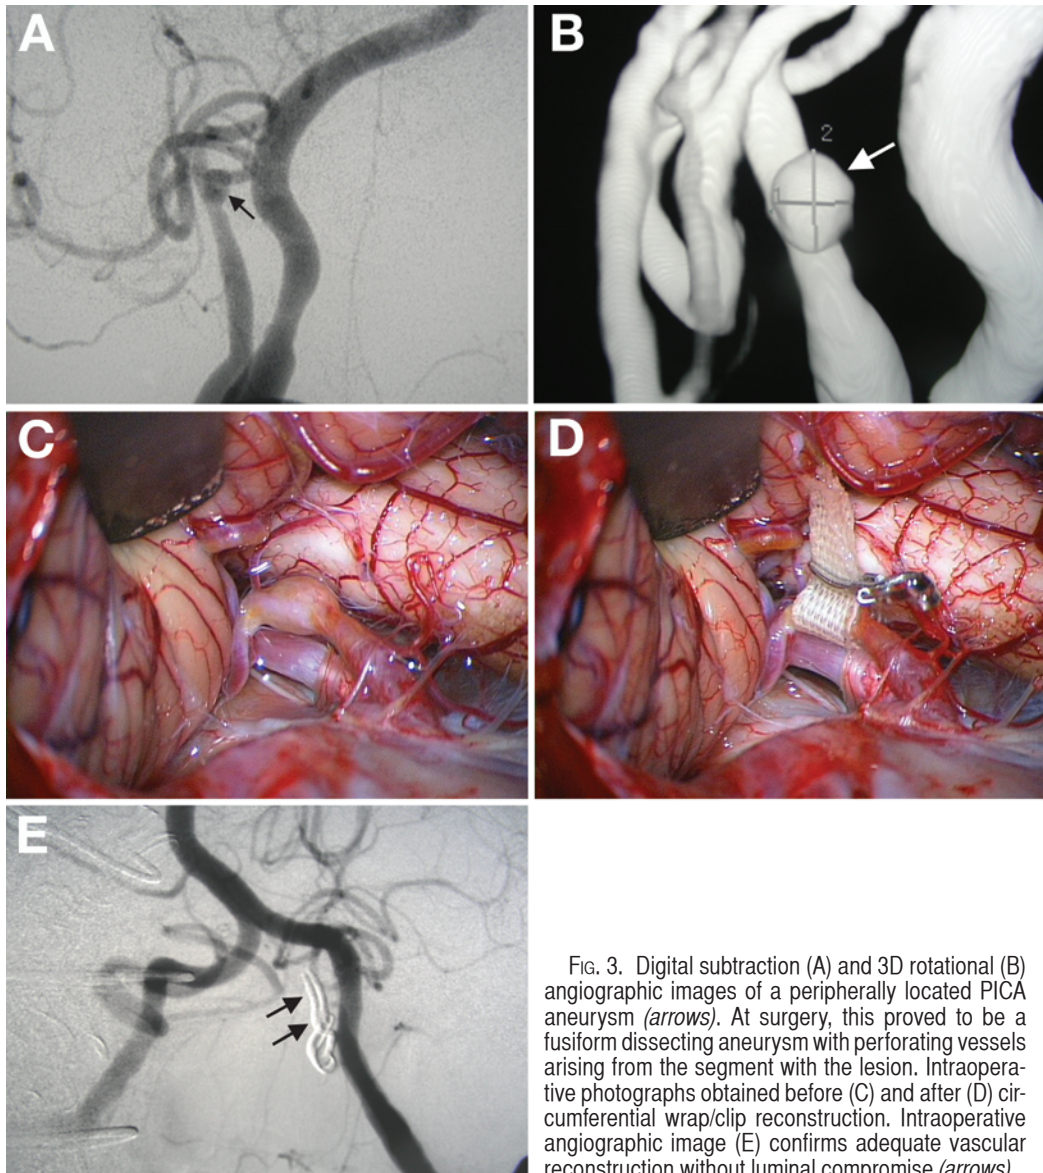 A
B
2
1
C
D
E
FIG. 3. Digital subtraction (A) and 3D rotational (B)
angiographic images of a peripherally located PICA
aneurysm (arrows). At surgery, this proved to be a
fusiform dissecting aneurysm with perforating vessels
arising from the segment with the lesion. Intraopera-
tive photographs obtained before (C) and after (D) cir-
cumferential wrap/clip reconstruction. Intraoperative
angiographic image (E) confirms adequate vascular
reconstruction without luminal compromise (arrows).